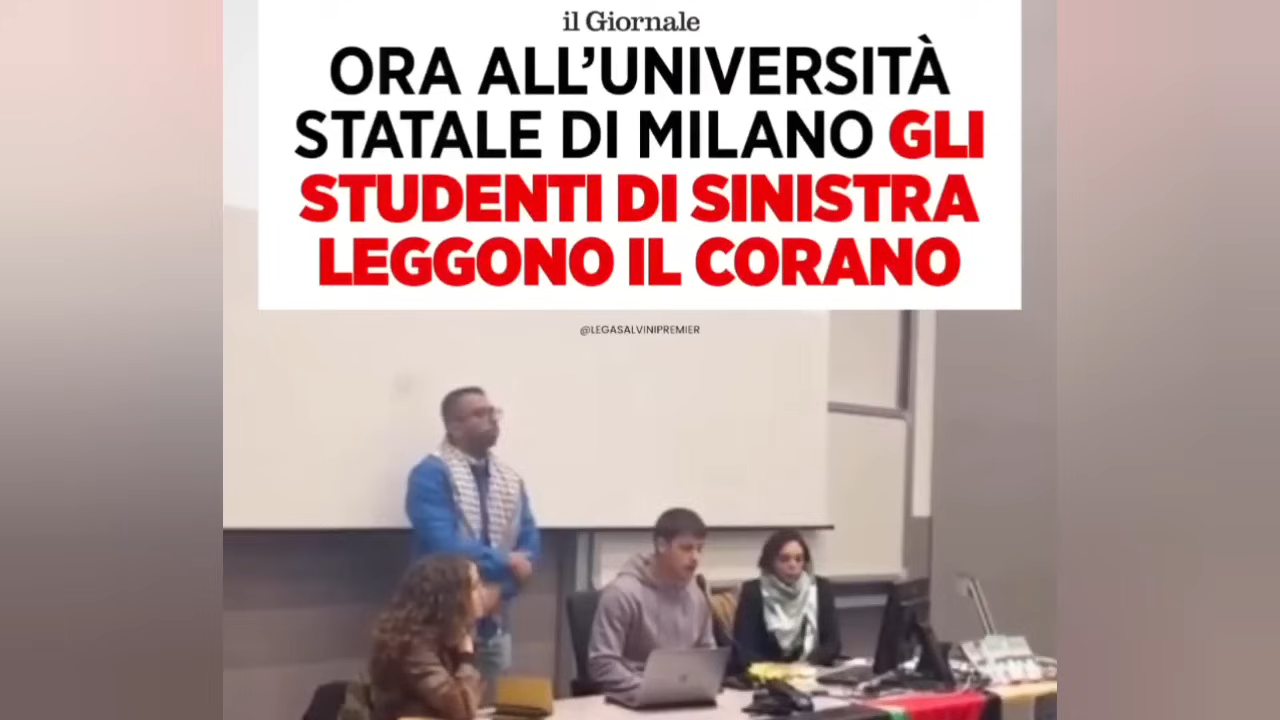 il Giornale
ORA ALL'UNIVERSITÀ
STATALE DI MILANO GLI
STUDENTI DI SINISTRA
LEGGONO IL CORANO
@LEGASALVINIPREMIER